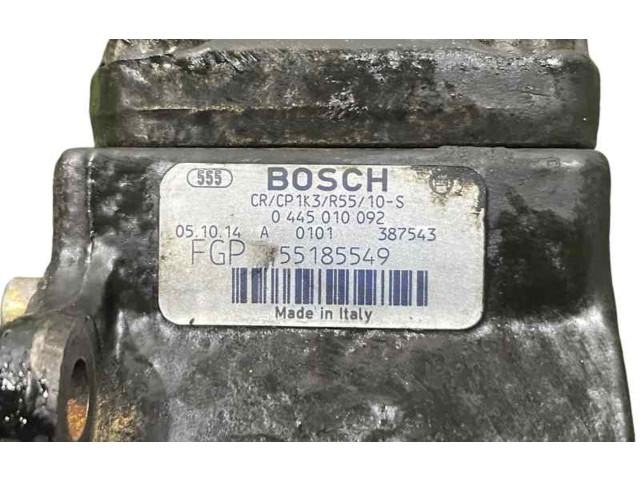 555 BOSCH
CR/CP1K3/R55/10-S
0 445 010 092
05.10.14 A 0101 387543
FGP 55185549
Made in Italy